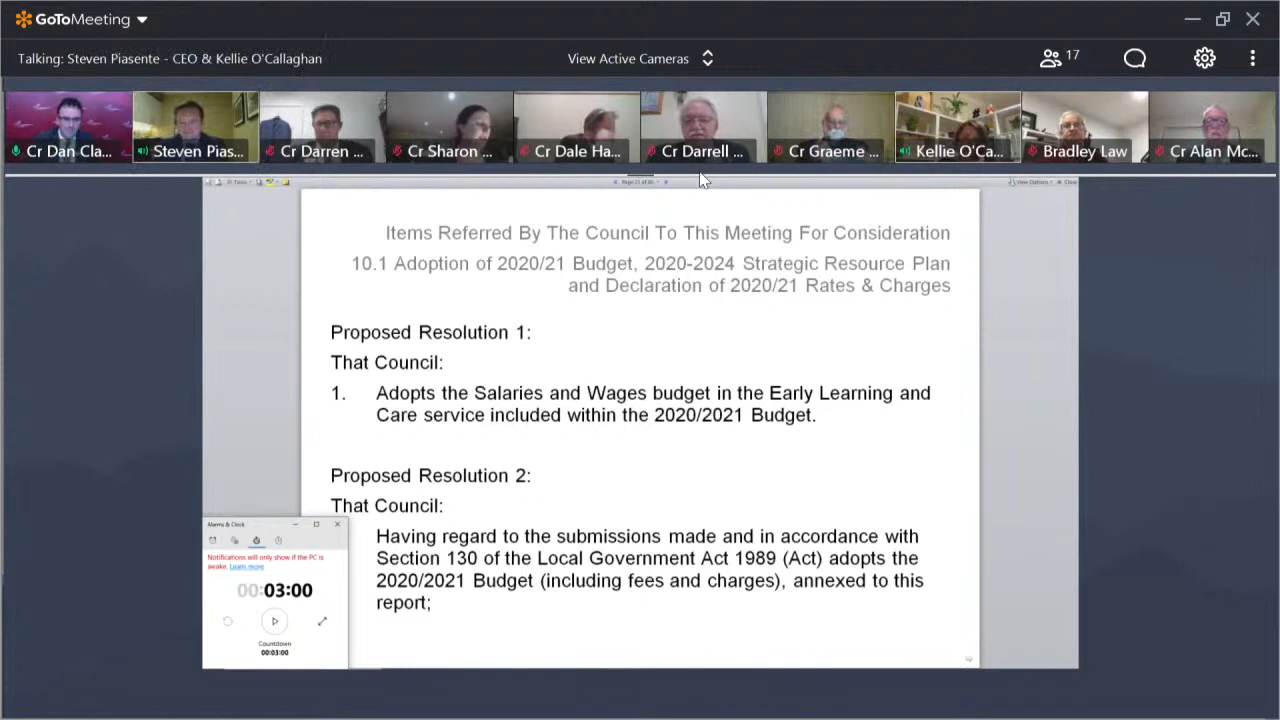 GoToMeeting
Talking: Steven Piasente - CEO & Kellie O'Callaghan
View Active Cameras
17
Cr Dan Cla...
Steven Pias...
Cr Darren ...
Cr Sharon ...
Cr Dale Ha...
Cr Darrell ...
Cr Graeme ...
Kellie O'Ca...
Bradley Law
Cr Alan Mc...
Tools
View Options
Close
Items Referred By The Council To This Meeting For Consideration
10.1 Adoption of 2020/21 Budget, 2020-2024 Strategic Resource Plan
and Declaration of 2020/21 Rates & Charges
Proposed Resolution 1:
That Council:
1. Adopts the Salaries and Wages budget in the Early Learning and
Care service included within the 2020/2021 Budget.
Proposed Resolution 2:
That Council:
Having regard to the submissions made and in accordance with
Section 130 of the Local Government Act 1989 (Act) adopts the
2020/2021 Budget (including fees and charges), annexed to this
report;
Alarms & Clock
Notifications will only show if the PC is
awake. Learn more
00:03:00
Countdown
00:03:00